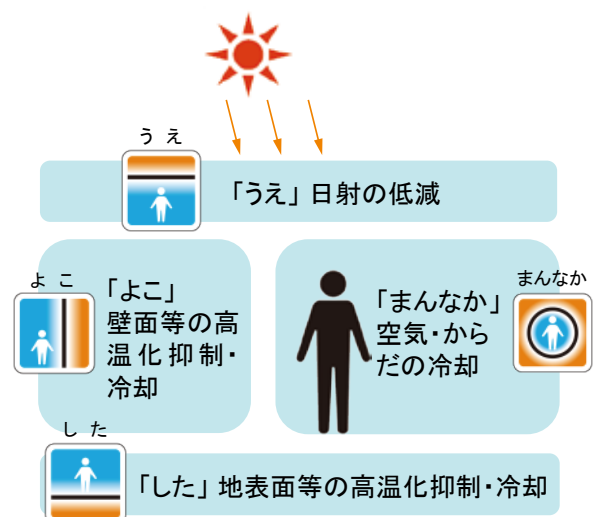 うえ
「うえ」日射の低減
よこ
「よこ」
壁面等の高
温化抑制・
冷却
まんなか
「まんなか」
空気・から
だの冷却
した
「した」地表面等の高温化抑制・冷却